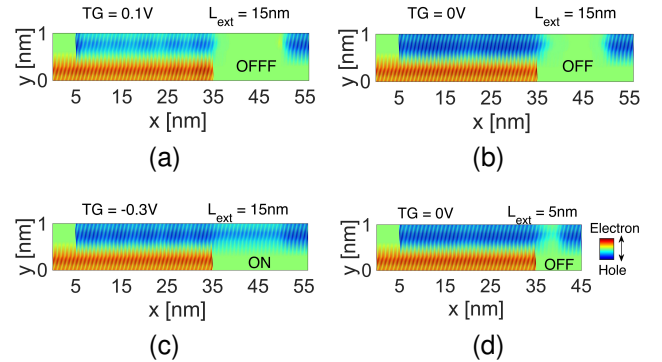 TG = 0.1V L_ext = 15nm
y [nm]
1
0
OFFF
5 15 25 35 45 55
x [nm]
(a)
TG = 0V L_ext = 15nm
y [nm]
1
0
OFF
5 15 25 35 45 55
x [nm]
(b)
TG = -0.3V L_ext = 15nm
y [nm]
1
0
ON
5 15 25 35 45 55
x [nm]
(c)
TG = 0V L_ext = 5nm
y [nm]
1
0
OFF
5 15 25 35 45
x [nm]
(d)
Electron
Hole